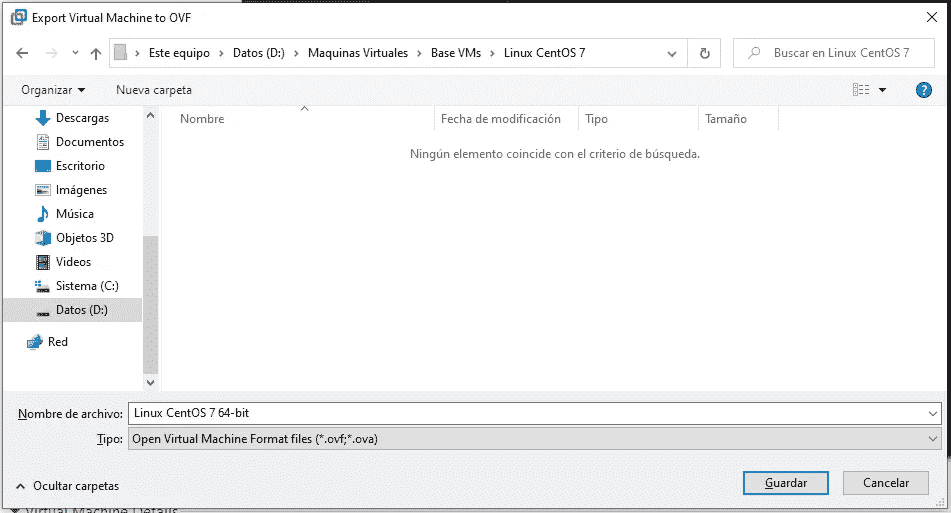 Export Virtual Machine to OVF
Este equipo Datos (D:) Maquinas Virtuales Base VMs Linux CentOS 7
Buscar en Linux CentOS 7
Organizar Nueva carpeta
Nombre Fecha de modificación Tipo Tamaño
Ningún elemento coincide con el criterio de búsqueda.
Descargas
Documentos
Escritorio
Imágenes
Música
Objetos 3D
Videos
Sistema (C:)
Datos (D:)
Red
Nombre de archivo: Linux CentOS 7 64-bit
Tipo: Open Virtual Machine Format files (*.ovf;*.ova)
Ocultar carpetas
Guardar Cancelar
Virtual Machine Details